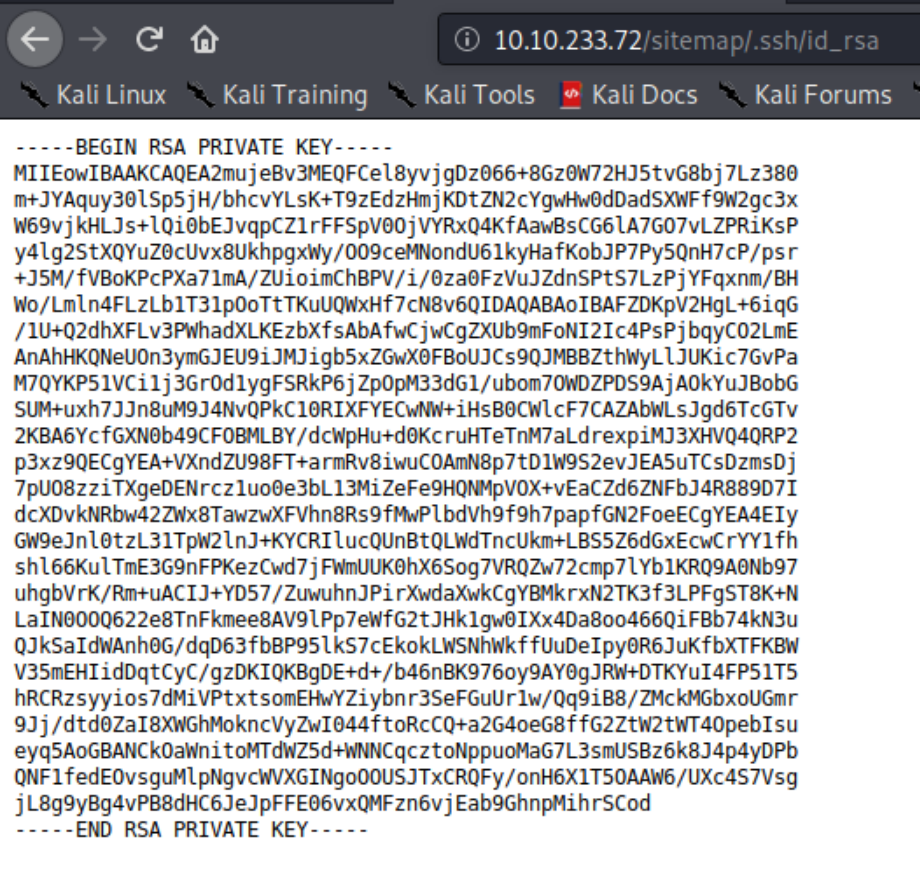 10.10.233.72/sitemap/.ssh/id_rsa
Kali Linux Kali Training Kali Tools Kali Docs Kali Forums
-----BEGIN RSA PRIVATE KEY-----
MIIEowIBAAKCAQEA2mujeBv3MEQFCel8yvjgDz066+8Gz0W72HJ5tvG8bj7Lz380
m+JYAquy30lSp5jH/bhcvYLsK+T9zEdzHmjKDtZN2cYgwHw0dDadSXWFf9W2gc3x
W69vjkHLJs+lQi0bEJvqpCZ1rFFSpV0OjVYRxQ4KfAawBsCG6lA7GO7vLZPRiKsP
y4lg2StXQYuZ0cUvx8UkhpgxWy/OO9ceMNondU61kyHafKobJP7Py5QnH7cP/psr
+J5M/fVBoKPcPXa71mA/ZUioimChBPV/i/0za0FzVuJZdnSPtS7LzPjYFqxnm/BH
Wo/Lmln4FLzLb1T31pOoTtTKuUQWxHf7cN8v6QIDAQABAoIBAFZDKpV2HgL+6iqG
/1U+Q2dhXFLv3PWhadXLKEzbXfsAbAfwCjwCgZXUb9mFoNI2Ic4PsPjbqyCO2LmE
AnAhHKQNeUOn3ymGJEU9iJMJigb5xZGwX0FBoUJCs9QJMBBZthWyLlJUKic7GvPa
M7QYKP51VCi1j3GrOd1ygFSRkP6jZpOpM33dG1/ubom7OWDZPDS9AjAOkYuJBobG
SUM+uxh7JJn8uM9J4NvQPkC10RIXFYECwNW+iHsB0CWlcF7CAZAbWLsJgd6TcGTv
2KBA6YcfGXN0b49CFOBMLBY/dcWpHu+d0KcruHTeTnM7aLdrexpiMJ3XHVQ4QRP2
p3xz9QECgYEA+VXndZU98FT+armRv8iwuCOAmN8p7tD1W9S2evJEA5uTCsDzmsDj
7pUO8zziTXgeDENrcz1uo0e3bL13MiZeFe9HQNMpVOX+vEaCZd6ZNFbJ4R889D7I
dcXDvkNRbw42ZWx8TawzwXFVhn8Rs9fMwPlbdVh9f9h7papfGN2FoeECgYEA4EIy
GW9eJnl0tzL31TpW2lnJ+KYCRIlucQUnBtQLWdTncUkm+LBS5Z6dGxEcwCrYY1fh
shl66KulTmE3G9nFPKezCwd7jFWmUUK0hX6Sog7VRQZw72cmp7lYb1KRQ9A0Nb97
uhgbVrK/Rm+uACIJ+YD57/ZuwuhnJPirXwdaXwkCgYBMkrxN2TK3f3LPFgST8K+N
LaIN0OOQ622e8TnFkmee8AV9lPp7eWfG2tJHk1gw0IXx4Da8oo466QiFBb74kN3u
QJkSaIdWAnh0G/dqD63fbBP95lkS7cEkokLWSNhWkffUuDeIpy0R6JuKfbXTFKBW
V35mEHIidDqtCyC/gzDKIQKBgDE+d+/b46nBK976oy9AY0gJRW+DTKYuI4FP51T5
hRCRzsyyios7dMiVPtxtsomEHwYZiybnr3SeFGuUr1w/Qq9iB8/ZMckMGbxoUGmr
9Jj/dtd0ZaI8XWGhMokncVyZwI044ftoRcCQ+a2G4oeG8ffG2ZtW2tWT4OpebIsu
eyq5AoGBANCkOaWnitoMTdWZ5d+WNNCqcztoNppuoMaG7L3smUSBz6k8J4p4yDPb
QNF1fedEOvsguMlpNgvcWVXGINgoOOUSJTxCRQFy/onH6X1T5OAAW6/UXc4S7Vsg
jL8g9yBg4vPB8dHC6JeJpFFE06vxQMFzn6vjEab9GhnpMihrSCod
-----END RSA PRIVATE KEY-----